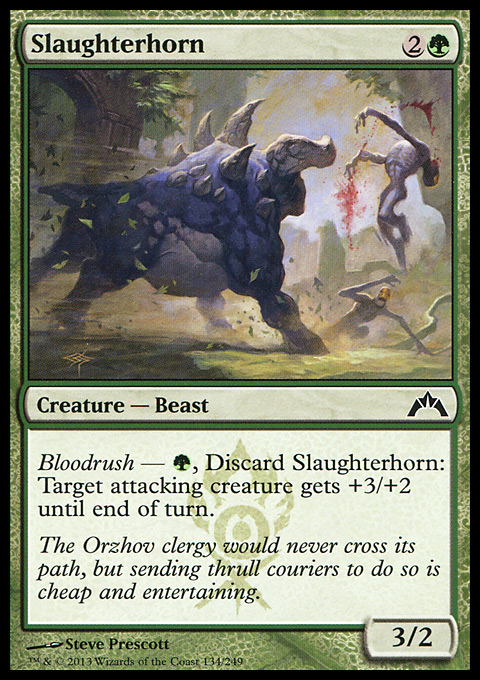 Slaughterhorn 2
Creature — Beast
Bloodrush — , Discard Slaughterhorn:
Target attacking creature gets +3/+2
until end of turn.
The Orzhov clergy would never cross its
path, but sending thrull couriers to do so is
cheap and entertaining.
3/2
Steve Prescott
™ & © 2013 Wizards of the Coast 134/249